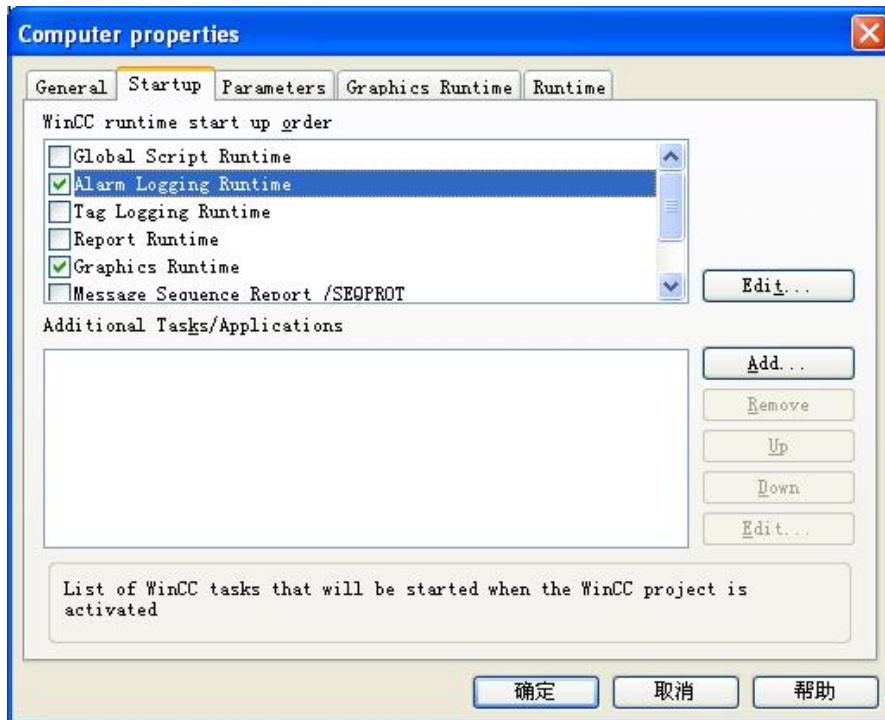 Computer properties
General Startup Parameters Graphics Runtime Runtime
WinCC runtime start up order
Global Script Runtime
Alarm Logging Runtime
Tag Logging Runtime
Report Runtime
Graphics Runtime
Message Sequence Report /SEQPROT
Edit...
Additional Tasks/Applications
Add...
Remove
Up
Down
Edit...
List of WinCC tasks that will be started when the WinCC project is
activated
确定 取消 帮助